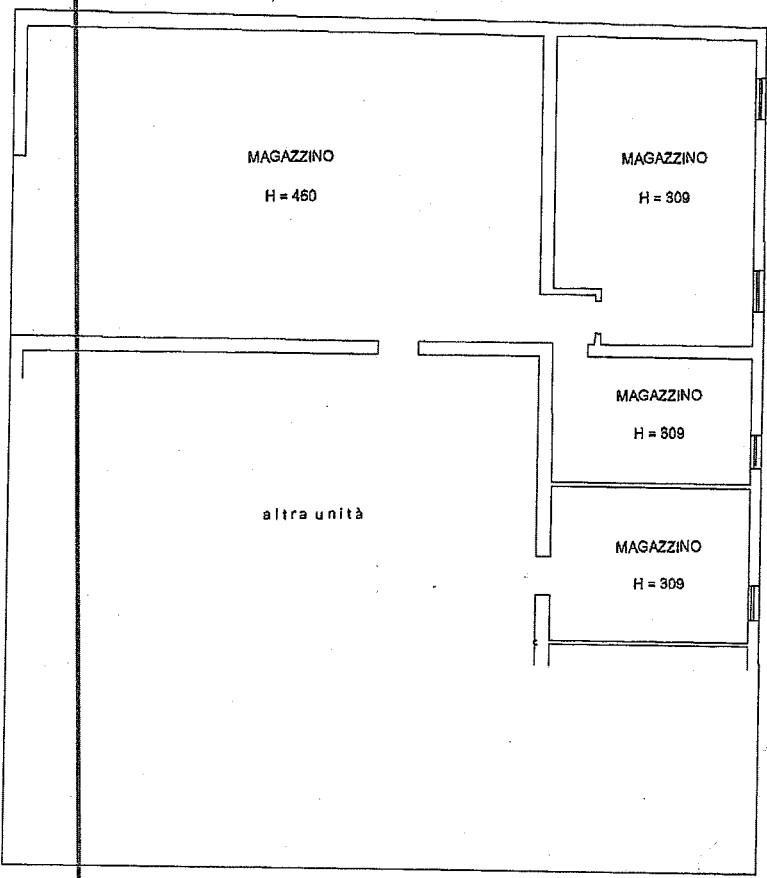 MAGAZZINO
H = 460
MAGAZZINO
H = 309
MAGAZZINO
H = 309
altra unità
MAGAZZINO
H = 309